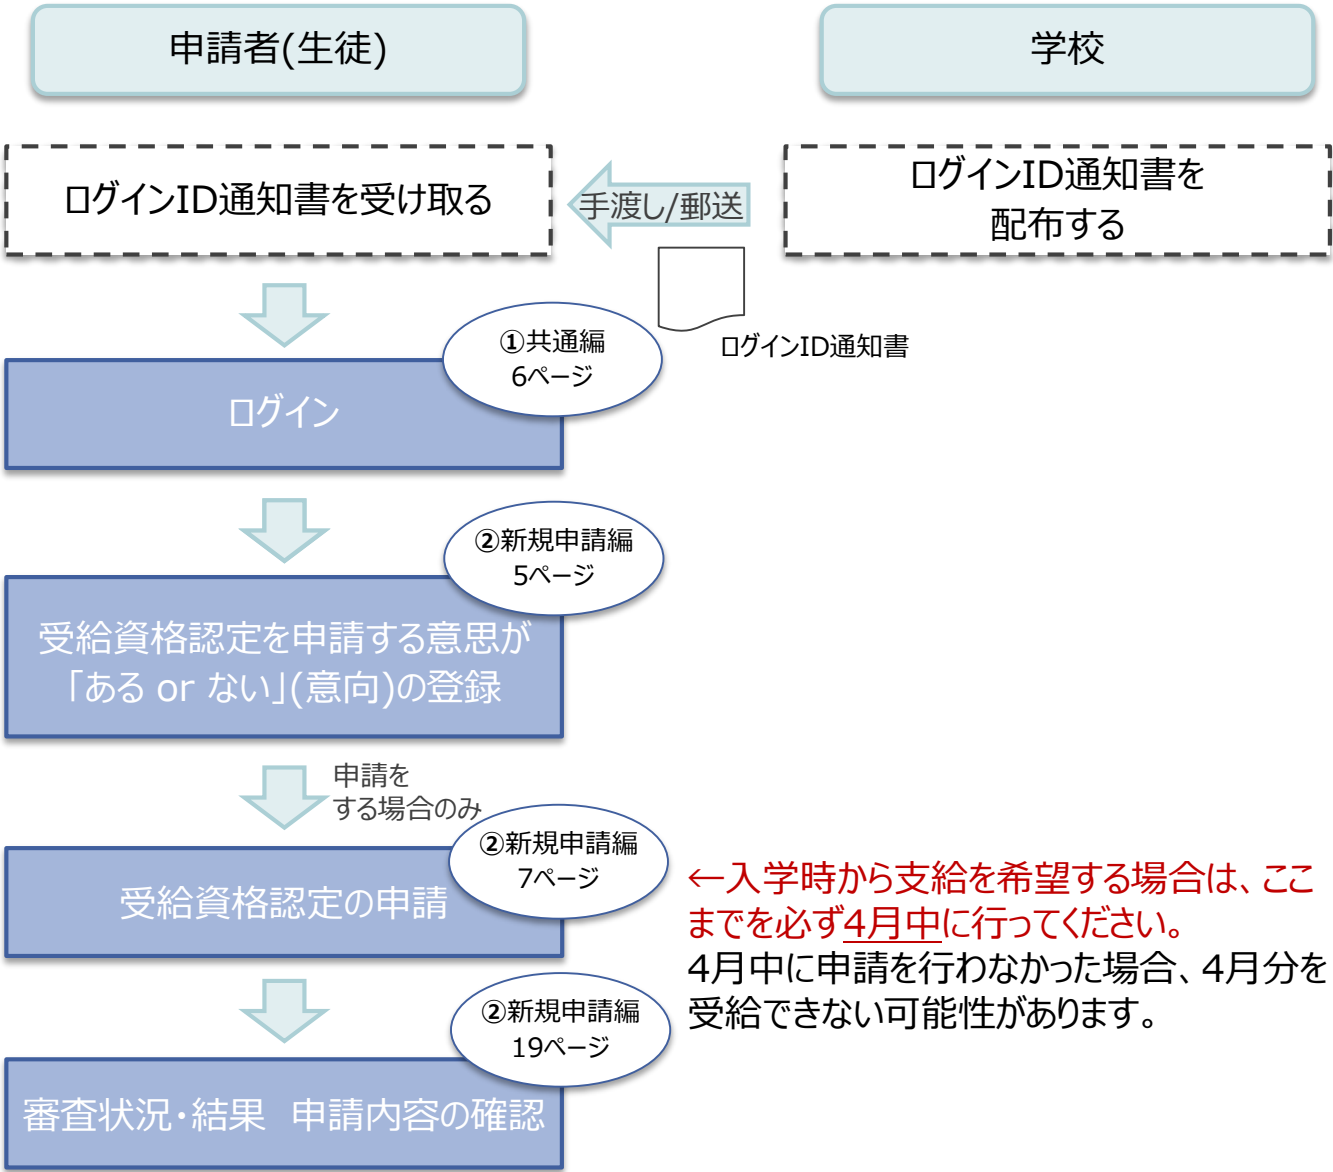 申請者(生徒)
学校
ログインID通知書を受け取る
手渡し/郵送
ログインID通知書を
配布する
ログインID通知書
①共通編
6ページ
ログイン
②新規申請編
5ページ
受給資格認定を申請する意思が
「ある or ない」(意向)の登録
申請を
する場合のみ
②新規申請編
7ページ
受給資格認定の申請
←入学時から支給を希望する場合は、ここ
までを必ず4月中に行ってください。
4月中に申請を行わなかった場合、4月分を
受給できない可能性があります。
②新規申請編
19ページ
審査状況・結果　申請内容の確認